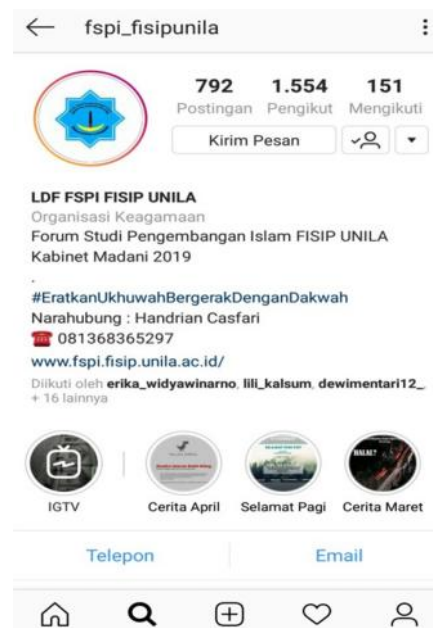 fspi_fisipunila
792 1.554 151
Postingan Pengikut Mengikuti
Kirim Pesan
LDF FSPI FISIP UNILA
Organisasi Keagamaan
Forum Studi Pengembangan Islam FISIP UNILA
Kabinet Madani 2019
.
#EratkanUkhuwahBergerakDenganDakwah
Narahubung : Handrian Casfari
☎ 081368365297
www.fspi.fisip.unila.ac.id/
Diikuti oleh erika_widyawinarno, lili_kalsum, dewimentari12_,
+ 16 lainnya
HALAL?
IGTV Cerita April Selamat Pagi Cerita Maret
Telepon Email